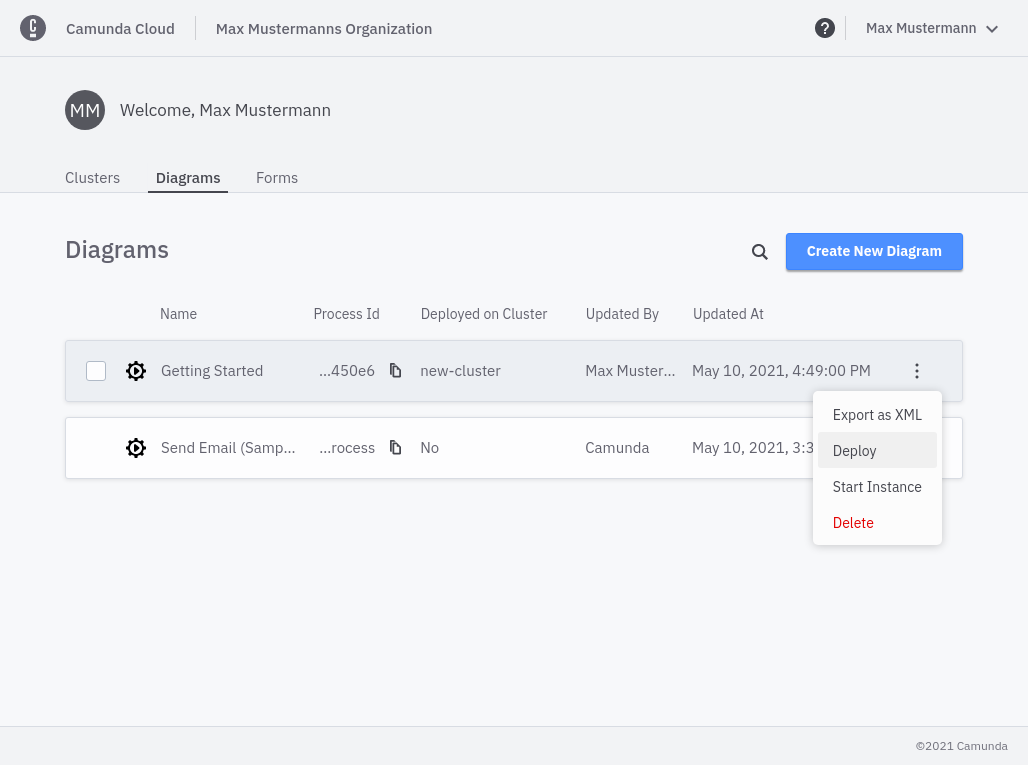 Camunda Cloud
Max Mustermanns Organization
?
Max Mustermann
MM
Welcome, Max Mustermann
Clusters
Diagrams
Forms
Diagrams
Create New Diagram
Name
Process Id
Deployed on Cluster
Updated By
Updated At
Getting Started
...450e6
new-cluster
Max Muster...
May 10, 2021, 4:49:00 PM
Send Email (Samp...
...rocess
No
Camunda
May 10, 2021, 3:3
Export as XML
Deploy
Start Instance
Delete
©2021 Camunda